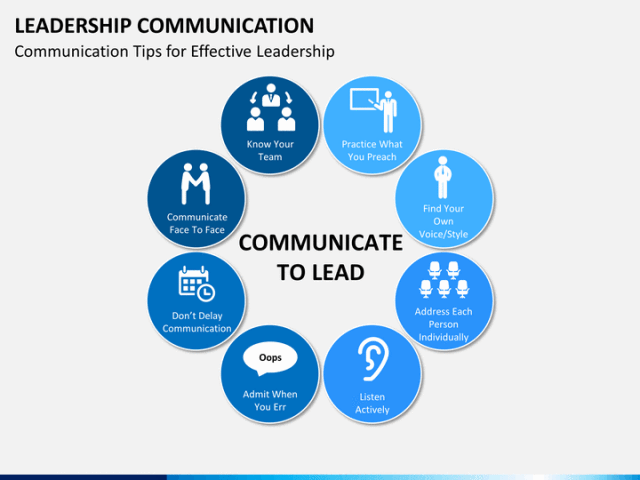 LEADERSHIP COMMUNICATION
Communication Tips for Effective Leadership
Know Your
Team
Practice What
You Preach
Communicate
Face To Face
Find Your
Own
Voice/Style
COMMUNICATE
TO LEAD
Don't Delay
Communication
Address Each
Person
Individually
Oops
Admit When
You Err
Listen
Actively